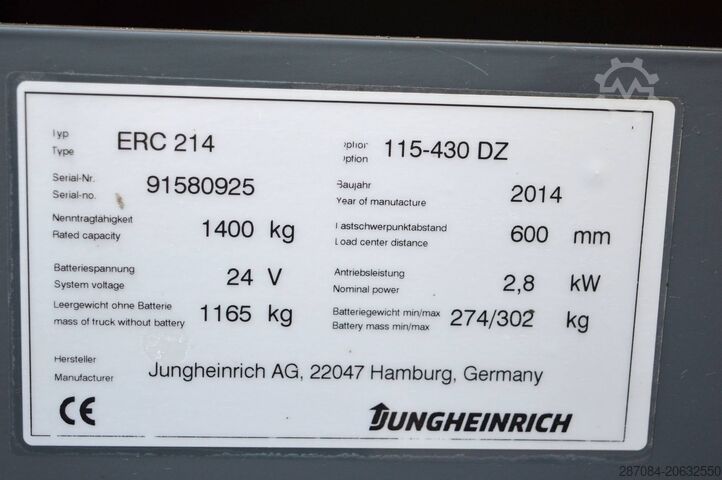 Typ ERC 214 ption 115-430 DZ
Type ption
Serial-Nr. 91580925 Baujahr 2014
Serial-no. Year of manufacture
Nenntragfähigkeit 1400 kg Lastschwerpunktabstand 600 mm
Rated capacity Load center distance
Batteriespannung 24 V Antriebsleistung 2,8 kW
System voltage Nominal power
Leergewicht ohne Batterie 1165 kg Batteriegewicht min/max 274/302 kg
mass of truck without battery Battery mass min/max
Hersteller Jungheinrich AG, 22047 Hamburg, Germany
Manufacturer
CE JUNGHEINRICH
287084-20632550